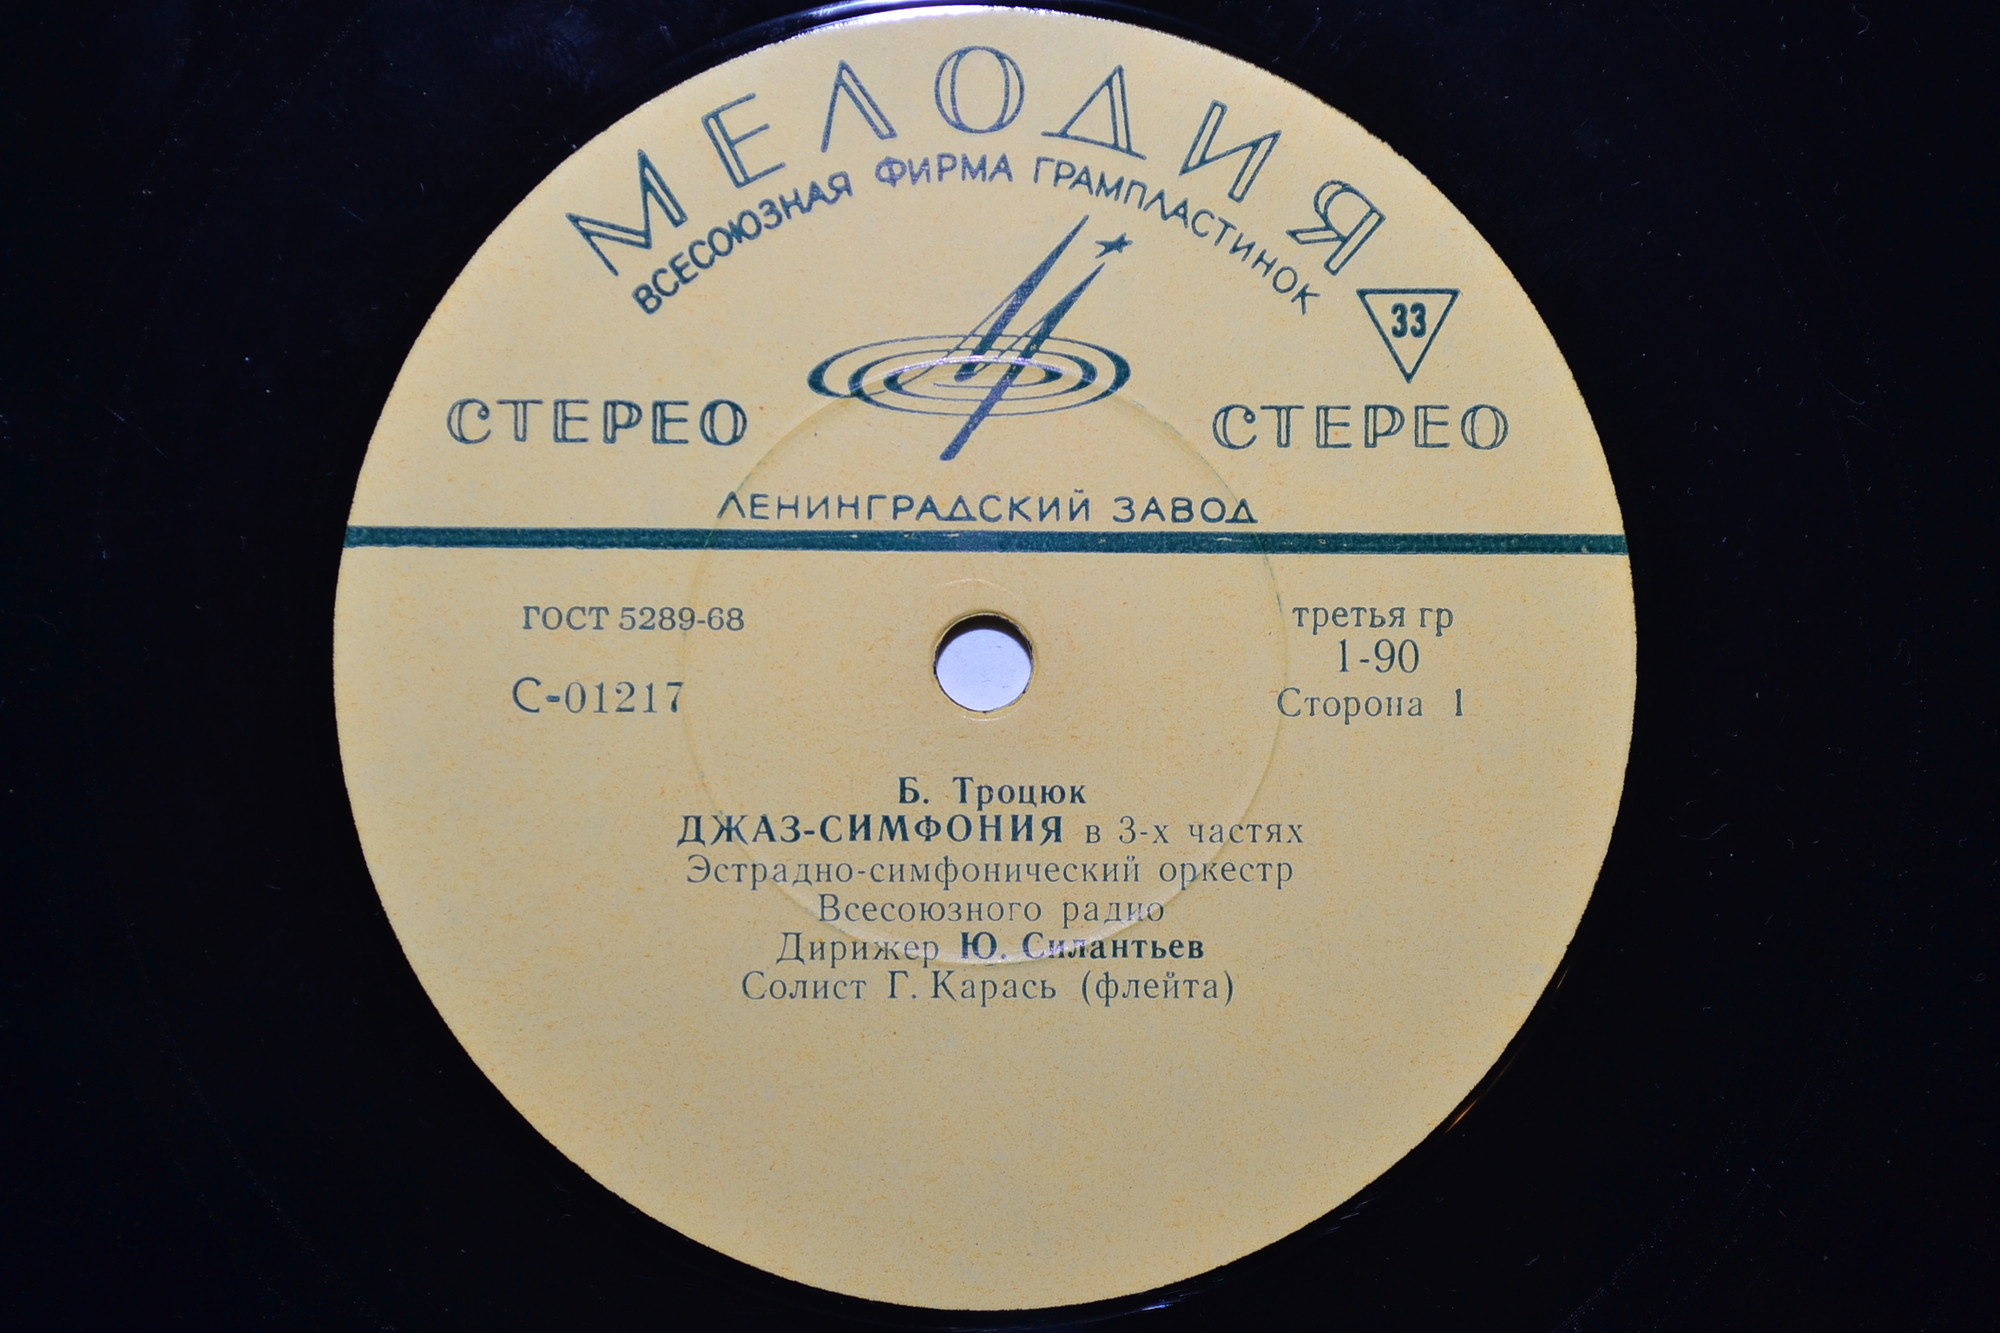 МЕЛОДИЯ
ВСЕСОЮЗНАЯ ФИРМА ГРАМПЛАСТИНОК
33
СТЕРЕО СТЕРЕО
ЛЕНИНГРАДСКИЙ ЗАВОД
ГОСТ 5289-68
третья гр
1-90
С-01217
Сторона 1
Б. Троцюк
ДЖАЗ-СИМФОНИЯ в 3-х частях
Эстрадно-симфонический оркестр
Всесоюзного радио
Дирижер Ю. Силантьев
Солист Г. Карась (флейта)